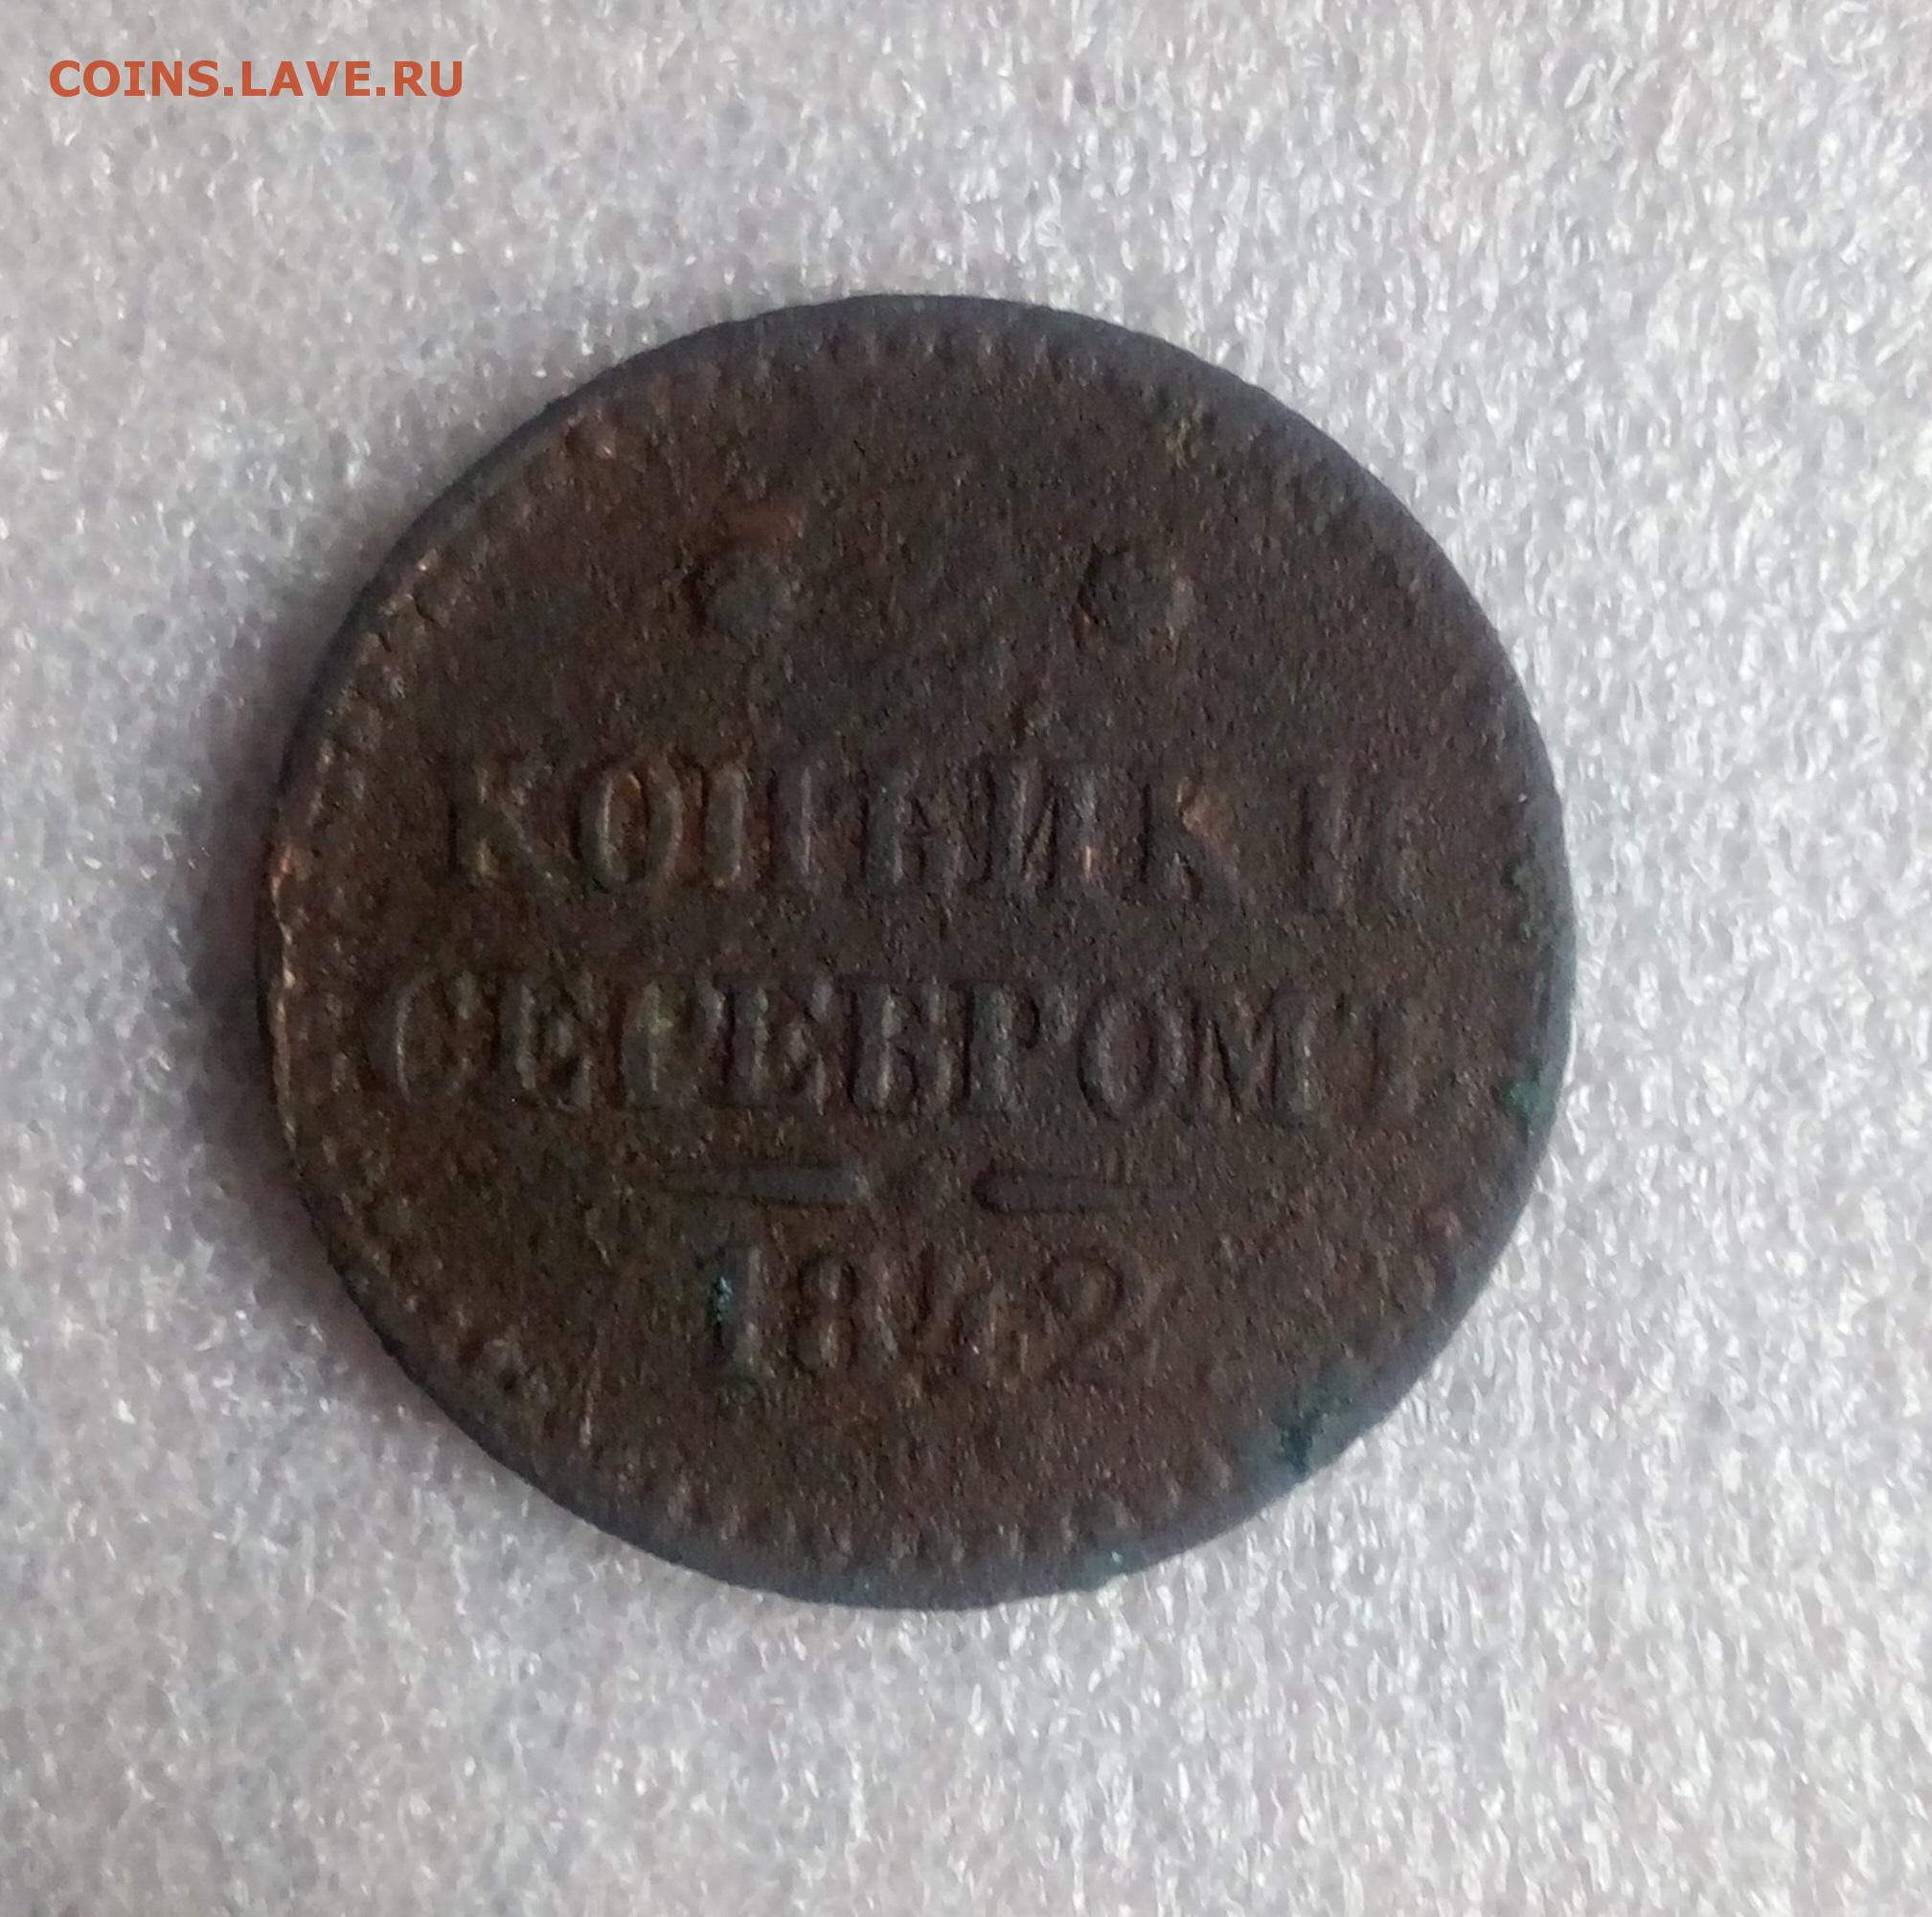 COINS.LAVE.RU
КОПѢЙКИ
СЕРЕБРОМЪ
1842